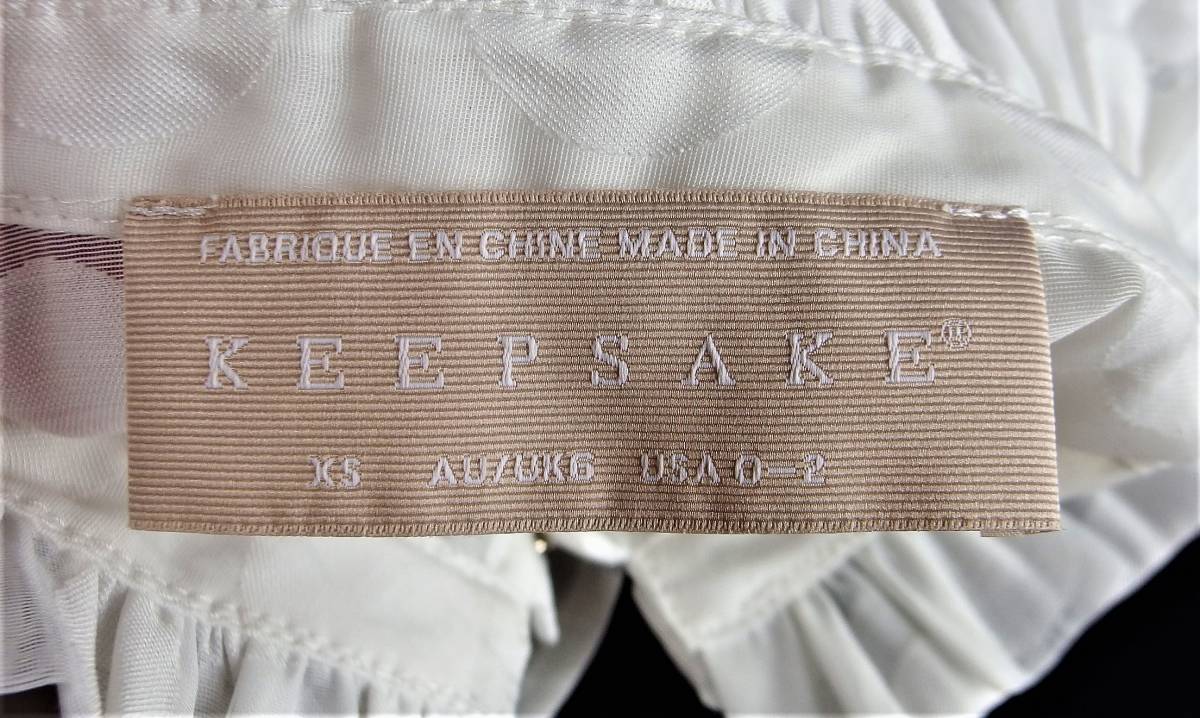 FABRIQUE EN CHINE MADE IN CHINA
KEEPSAKE®
XS AU/UK6 USA 0-2